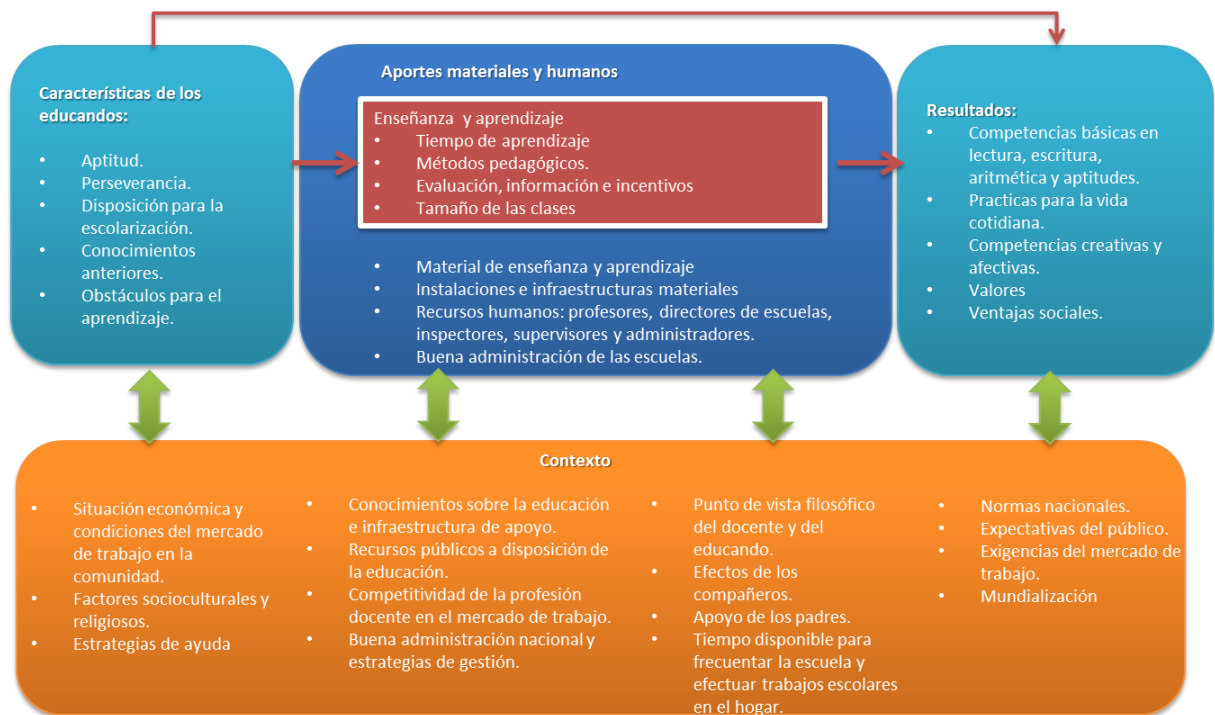 Características de los
educandos:
• Aptitud.
• Perseverancia.
• Disposición para la
escolarización.
• Conocimientos
anteriores.
• Obstáculos para el
aprendizaje.
Aportes materiales y humanos
Enseñanza y aprendizaje
• Tiempo de aprendizaje
• Métodos pedagógicos.
• Evaluación, información e incentivos
• Tamaño de las clases
• Material de enseñanza y aprendizaje
• Instalaciones e infraestructuras materiales
• Recursos humanos: profesores, directores de escuelas,
inspectores, supervisores y administradores.
• Buena administración de las escuelas.
Resultados:
• Competencias básicas en
lectura, escritura,
aritmética y aptitudes.
• Practicas para la vida
cotidiana.
• Competencias creativas y
afectivas.
• Valores
• Ventajas sociales.
Contexto
• Situación económica y
condiciones del mercado
de trabajo en la
comunidad.
• Factores socioculturales y
religiosos.
• Estrategias de ayuda
• Conocimientos sobre la educación
e infraestructura de apoyo.
• Recursos públicos a disposición de
la educación.
• Competitividad de la profesión
docente en el mercado de trabajo.
• Buena administración nacional y
estrategias de gestión.
• Punto de vista filosófico
del docente y del
educando.
• Efectos de los
compañeros.
• Apoyo de los padres.
• Tiempo disponible para
frecuentar la escuela y
efectuar trabajos escolares
en el hogar.
• Normas nacionales.
• Expectativas del público.
• Exigencias del mercado de
trabajo.
• Mundialización